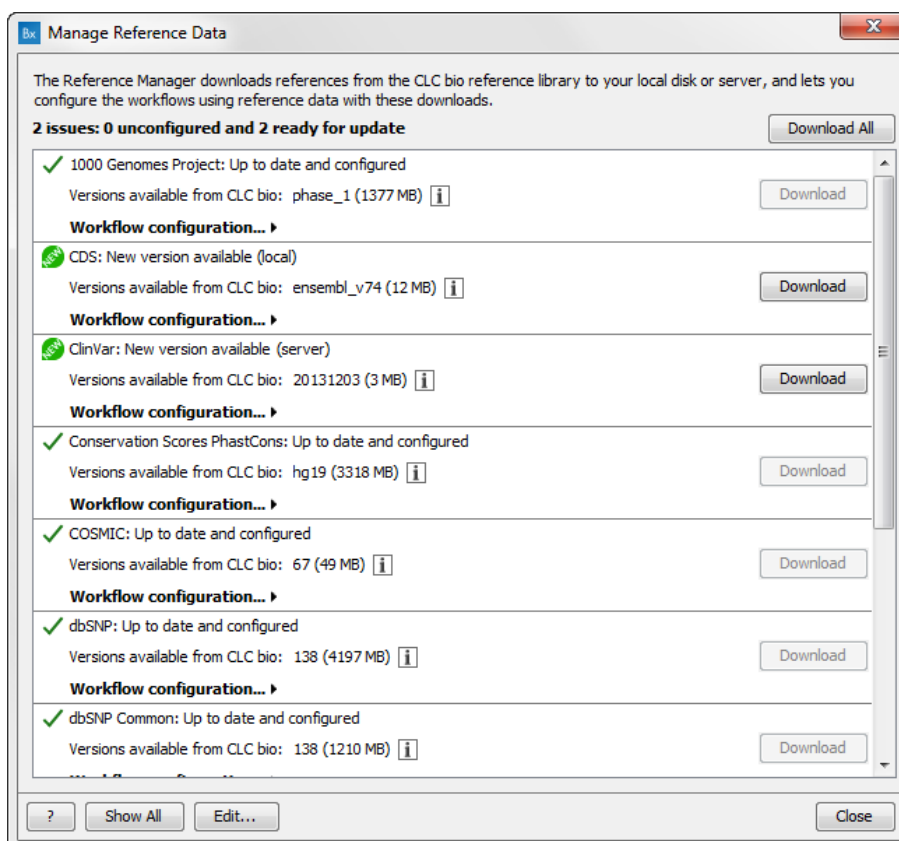 Bx Manage Reference Data
The Reference Manager downloads references from the CLC bio reference library to your local disk or server, and lets you
configure the workflows using reference data with these downloads.
2 issues: 0 unconfigured and 2 ready for update
Download All
1000 Genomes Project: Up to date and configured
Versions available from CLC bio: phase_1 (1377 MB) i
Download
Workflow configuration...
NEW CDS: New version available (local)
Versions available from CLC bio: ensembl_v74 (12 MB) i
Download
Workflow configuration...
NEW ClinVar: New version available (server)
Versions available from CLC bio: 20131203 (3 MB) i
Download
Workflow configuration...
Conservation Scores PhastCons: Up to date and configured
Versions available from CLC bio: hg19 (3318 MB) i
Download
Workflow configuration...
COSMIC: Up to date and configured
Versions available from CLC bio: 67 (49 MB) i
Download
Workflow configuration...
dbSNP: Up to date and configured
Versions available from CLC bio: 138 (4197 MB) i
Download
Workflow configuration...
dbSNP Common: Up to date and configured
Versions available from CLC bio: 138 (1210 MB) i
Download
? Show All Edit... Close